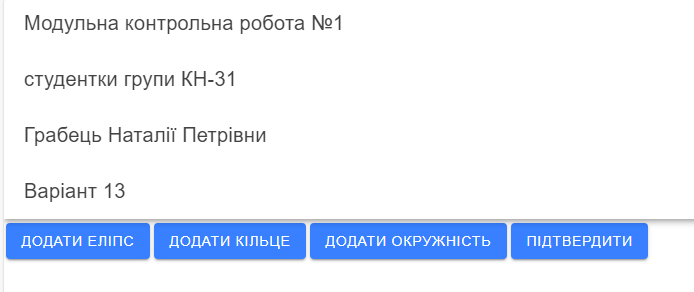 Модульна контрольна робота №1
студентки групи КН-31
Грабець Наталії Петрівни
Варіант 13
ДОДАТИ ЕЛІПС ДОДАТИ КІЛЬЦЕ ДОДАТИ ОКРУЖНІСТЬ ПІДТВЕРДИТИ